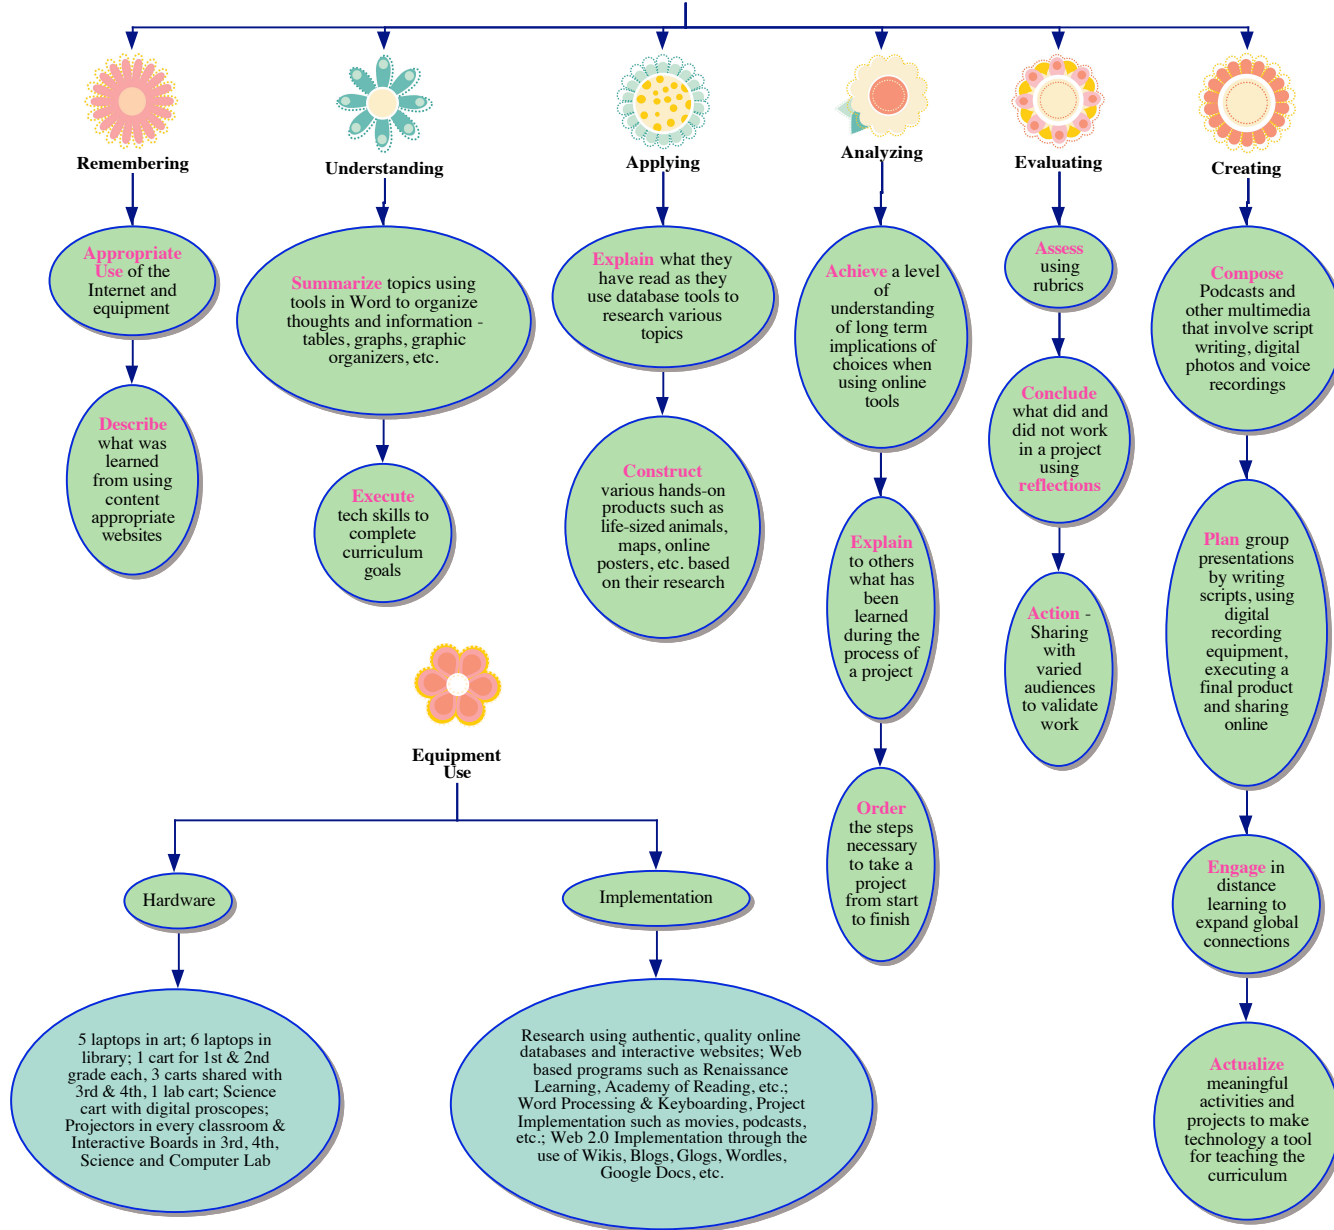 Remembering
Understanding
Applying
Analyzing
Evaluating
Creating
Appropriate
Use of the
Internet and
equipment
Describe
what was
learned
from using
content
appropriate
websites
Summarize topics using
tools in Word to organize
thoughts and information -
tables, graphs, graphic
organizers, etc.
Execute
tech skills to
complete
curriculum
goals
Explain what they
have read as they
use database tools to
research various
topics
Construct
various hands-on
products such as
life-sized animals,
maps, online
posters, etc. based
on their research
Achieve a level
of
understanding
of long term
implications of
choices when
using online
tools
Explain
to others
what has
been
learned
during the
process of
a project
Order
the steps
necessary
to take a
project
from start
to finish
Assess
using
rubrics
Conclude
what did and
did not work
in a project
using
reflections
Action -
Sharing
with
varied
audiences
to validate
work
Compose
Podcasts and
other multimedia
that involve script
writing, digital
photos and voice
recordings
Plan group
presentations
by writing
scripts, using
digital
recording
equipment,
executing a
final product
and sharing
online
Engage in
distance
learning to
expand global
connections
Actualize
meaningful
activities and
projects to make
technology a tool
for teaching the
curriculum
Equipment
Use
Hardware
Implementation
5 laptops in art; 6 laptops in
library; 1 cart for 1st & 2nd
grade each, 3 carts shared with
3rd & 4th, 1 lab cart; Science
cart with digital proscopes;
Projectors in every classroom &
Interactive Boards in 3rd, 4th,
Science and Computer Lab
Research using authentic, quality online
databases and interactive websites; Web
based programs such as Renaissance
Learning, Academy of Reading, etc.;
Word Processing & Keyboarding, Project
Implementation such as movies, podcasts,
etc.; Web 2.0 Implementation through the
use of Wikis, Blogs, Glogs, Wordles,
Google Docs, etc.